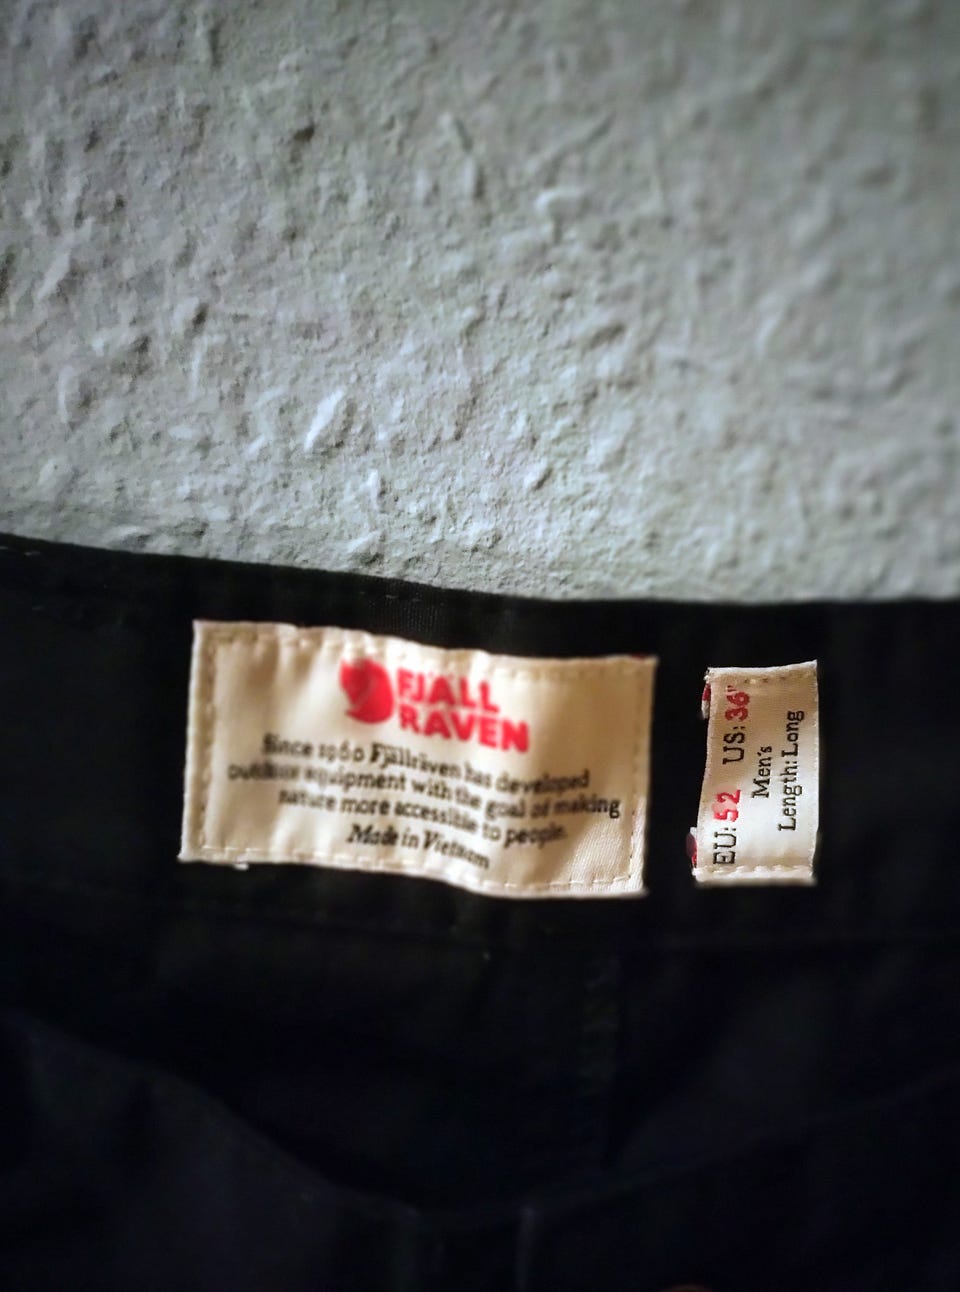 FJÄLL
RÄVEN
Since 1960 Fjällräven has developed
outdoor equipment with the goal of making
nature more accessible to people.
Made in Vietnam
EU: 52 US: 36"
Men's
Length: Long